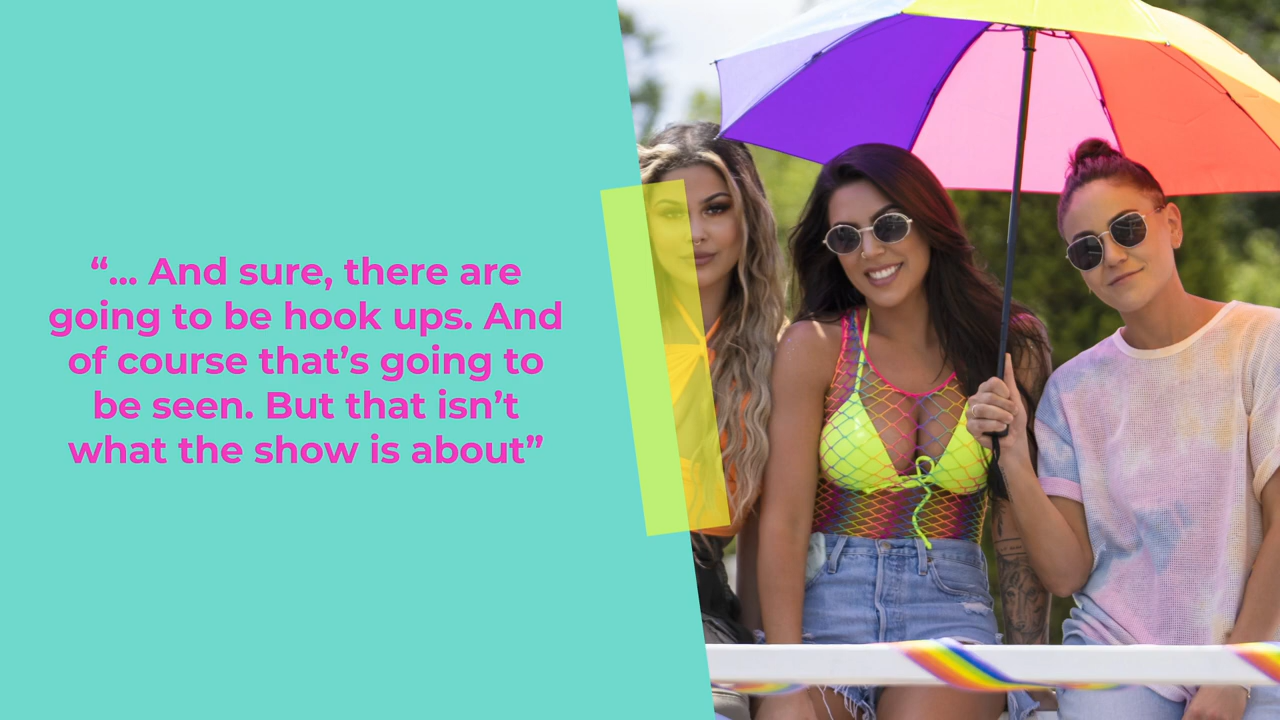 “... And sure, there are
going to be hook ups. And
of course that’s going to
be seen. But that isn’t
what the show is about”